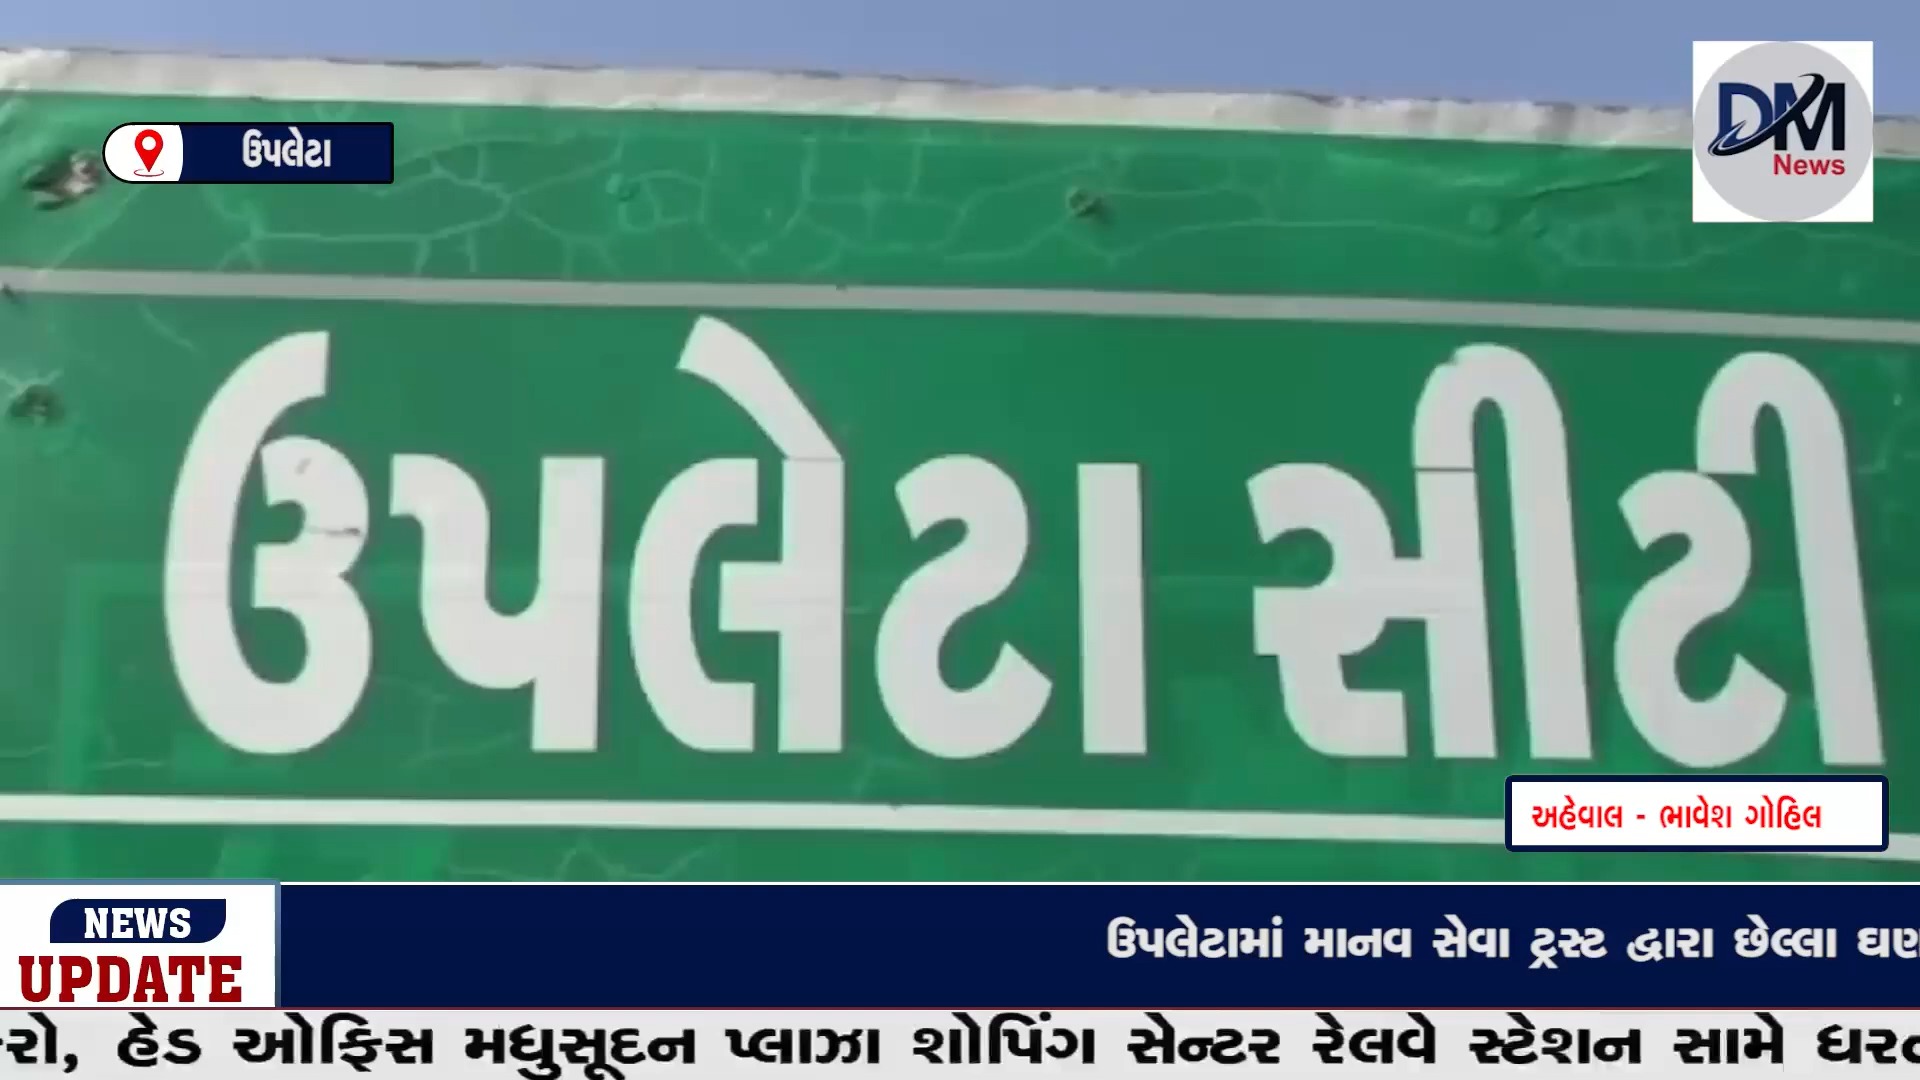 ઉપલેટા
DM
News
ઉપલેટા સીટી
અહેવાલ - ભાવેશ ગોહિલ
NEWS
UPDATE
ઉપલેટામાં માનવ સેવા ટ્રસ્ટ દ્વારા છેલ્લા
હેડ ઓફિસ મધુસૂદન પ્લાઝા શોપિંગ સેન્ટર રેલવે સ્ટેશન સામે